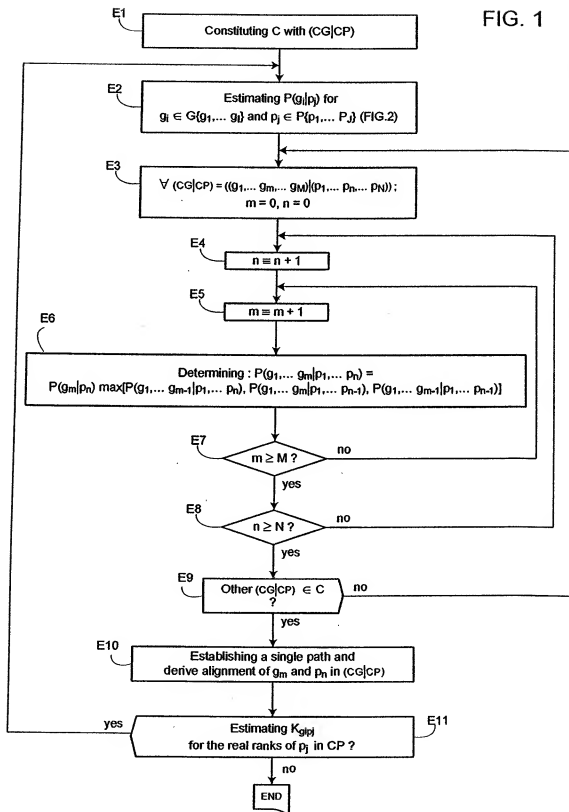 FIG. 1
E1
Constituting C with (CG|CP)
E2
Estimating P(gi|pj) for
gi ∈ G{g1,... gI} and pj ∈ P{p1,... PJ} (FIG.2)
E3
∀ (CG|CP) = ((g1,... gm,... gM)|(p1,... pn,... pN)) ;
m = 0, n = 0
E4
n ≡ n + 1
E5
m ≡ m + 1
E6
Determining : P(g1,... gm|p1,... pn) =
P(gm|pn) max[P(g1,... gm-1|p1,... pn), P(g1,... gm|p1,... pn-1), P(g1,... gm-1|p1,... pn-1)]
E7
m ≥ M ?
no
yes
E8
n ≥ N ?
no
yes
E9
Other (CG|CP) ∈ C
?
no
yes
E10
Establishing a single path and
derive alignment of gm and pn in (CG|CP)
yes
Estimating Kgipj
for the real ranks of pj in CP ?
E11
no
END